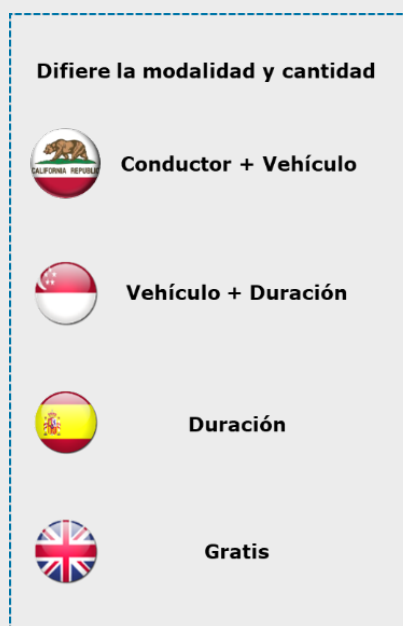 Difiere la modalidad y cantidad
CALIFORNIA REPUBLIC
Conductor + Vehículo
Vehículo + Duración
Duración
Gratis